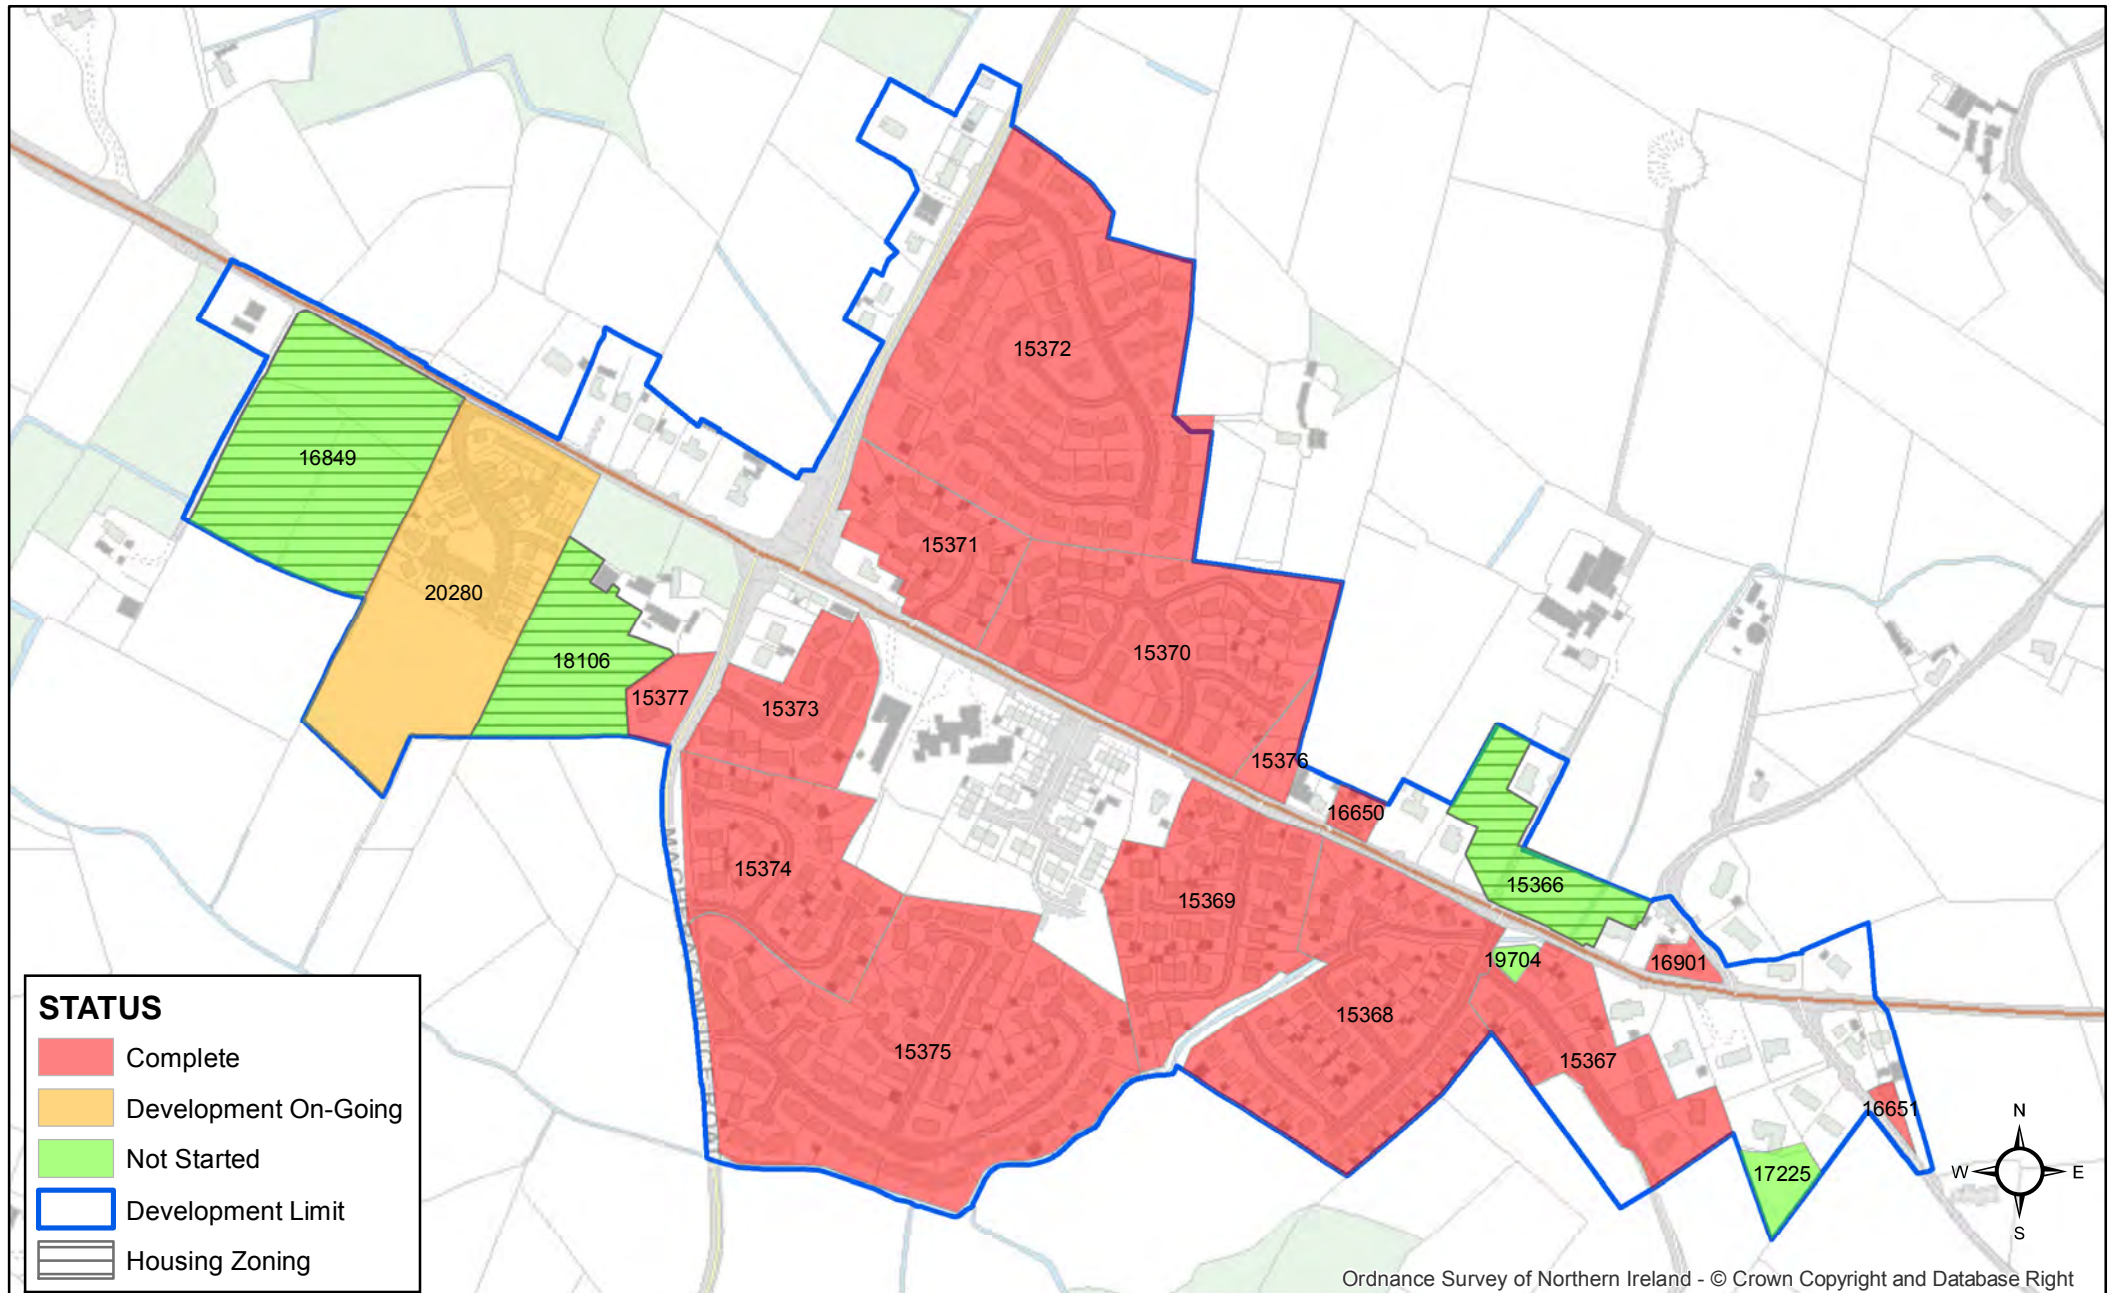 15372
16849
15371
20280
15370
18106
15377
15373
15376
16650
15374
15366
15369
19704
16901
15368
15375
15367
16651
17225
STATUS
Complete
Development On-Going
Not Started
Development Limit
Housing Zoning
N
W E
S
Ordnance Survey of Northern Ireland - © Crown Copyright and Database Right